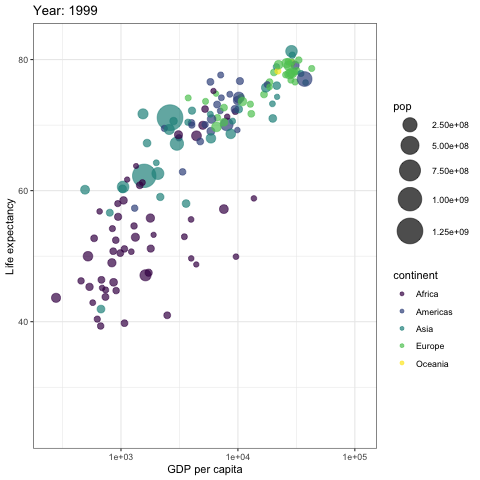 Year: 1999
80
60
40
Life expectancy
1e+03
1e+04
1e+05
GDP per capita
pop
2.50e+08
5.00e+08
7.50e+08
1.00e+09
1.25e+09
continent
Africa
Americas
Asia
Europe
Oceania